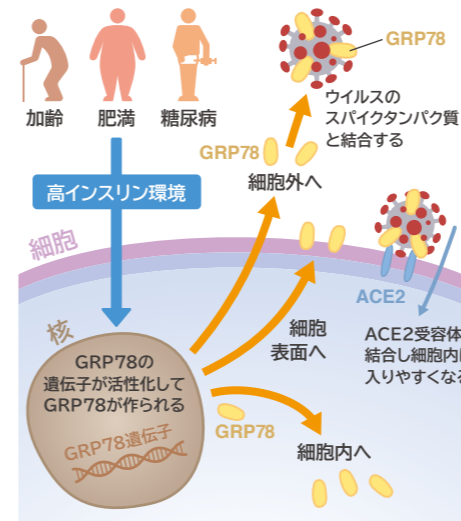 加齢
肥満
糖尿病
GRP78
ウイルスの
スパイクタンパク質
と結合する
GRP78
細胞外へ
高インスリン環境
細胞
ACE2
核
細胞
表面へ
ACE2受容体
結合し細胞内に
入りやすくなる
GRP78の
遺伝子が活性化して
GRP78が作られる
GRP78遺伝子
GRP78
細胞内へ